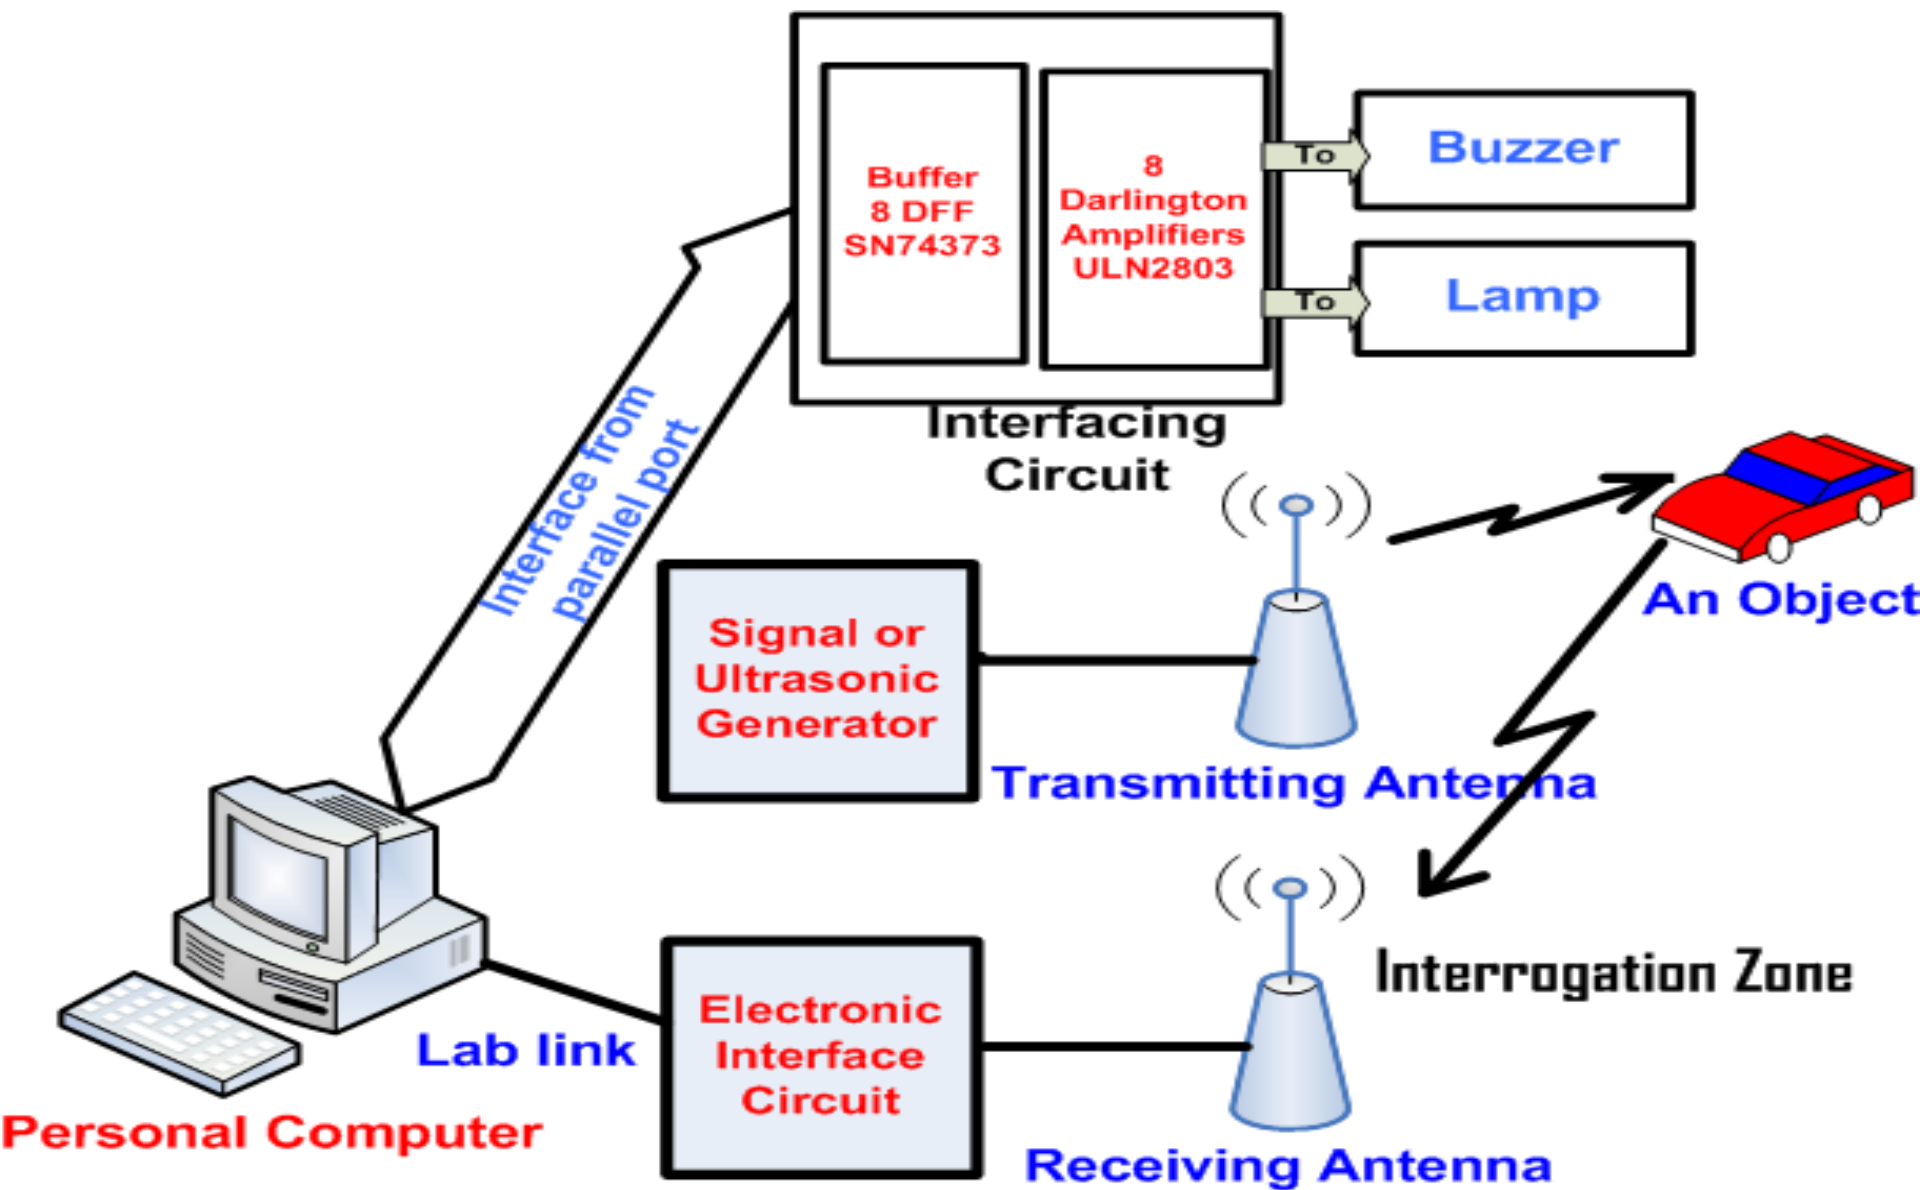 Buffer
8 DFF
SN74373
8
Darlington
Amplifiers
ULN2803
To
Buzzer
To
Lamp
Interfacing
Circuit
Interface from
parallel port
An Object
Signal or
Ultrasonic
Generator
Transmitting Antenna
Interrogation Zone
Electronic
Interface
Circuit
Lab link
Personal Computer
Receiving Antenna